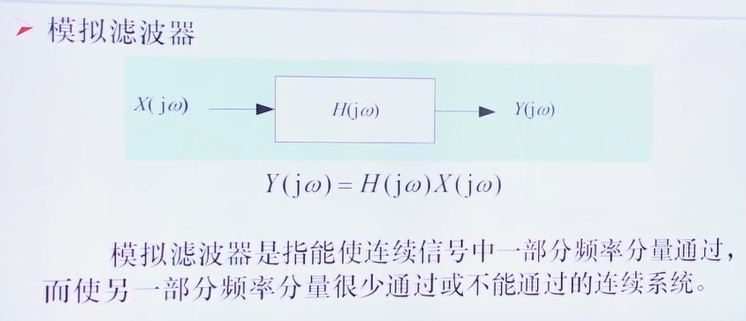 模拟滤波器
X(jω) H(jω) Y(jω)
Y(jω) = H(jω)X(jω)
模拟滤波器是指能使连续信号中一部分频率分量通过，
而使另一部分频率分量很少通过或不能通过的连续系统。